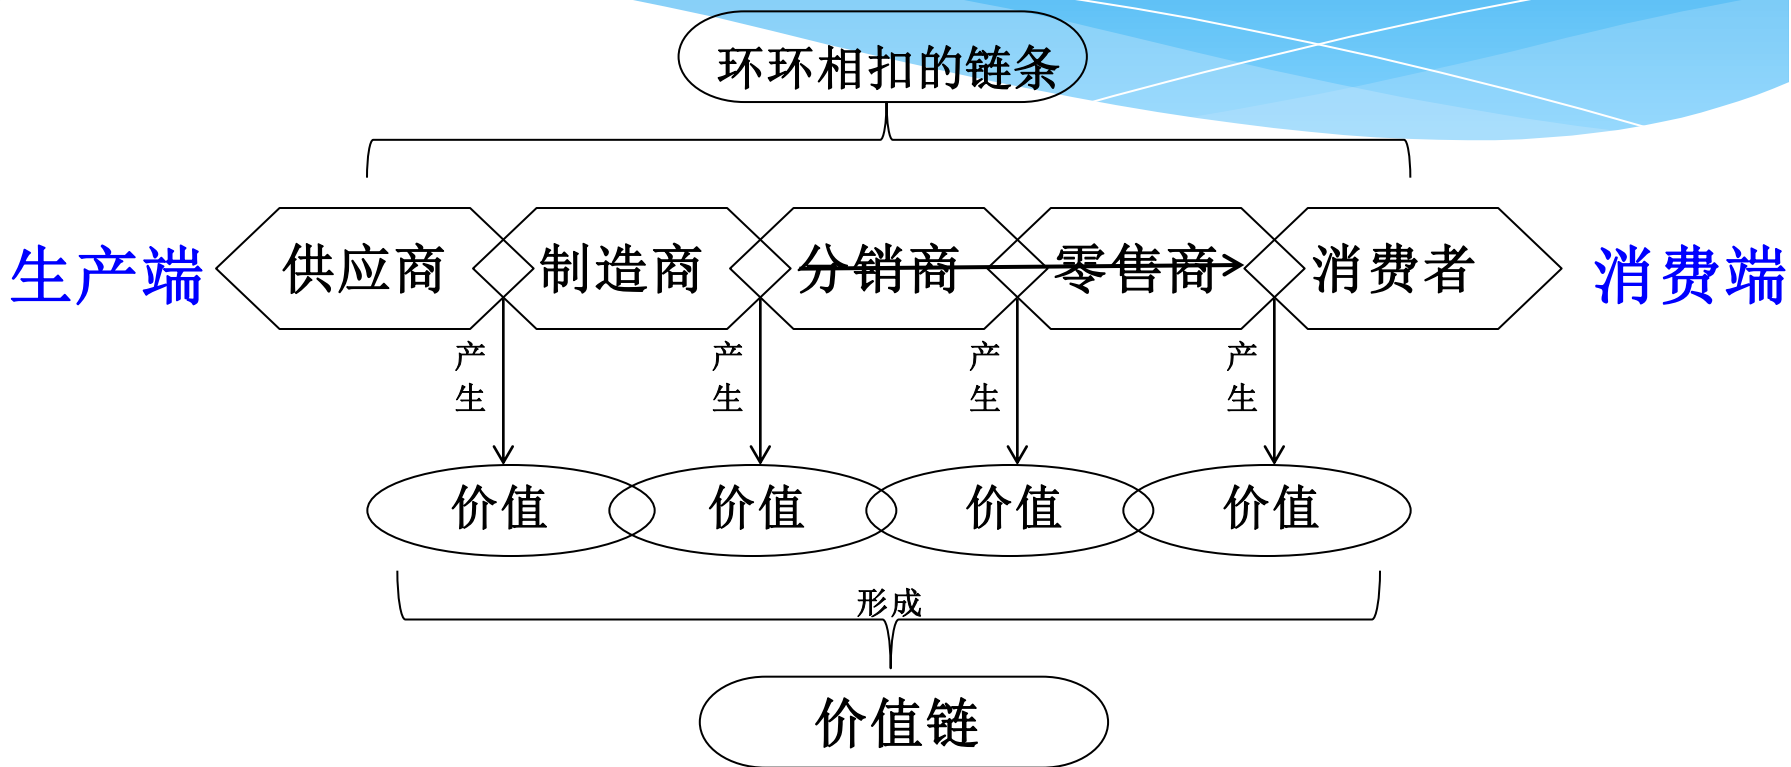 环环相扣的链条
生产端
供应商
制造商
分销商
零售商
消费者
消费端
产
生
产
生
产
生
产
生
价值
价值
价值
价值
形成
价值链